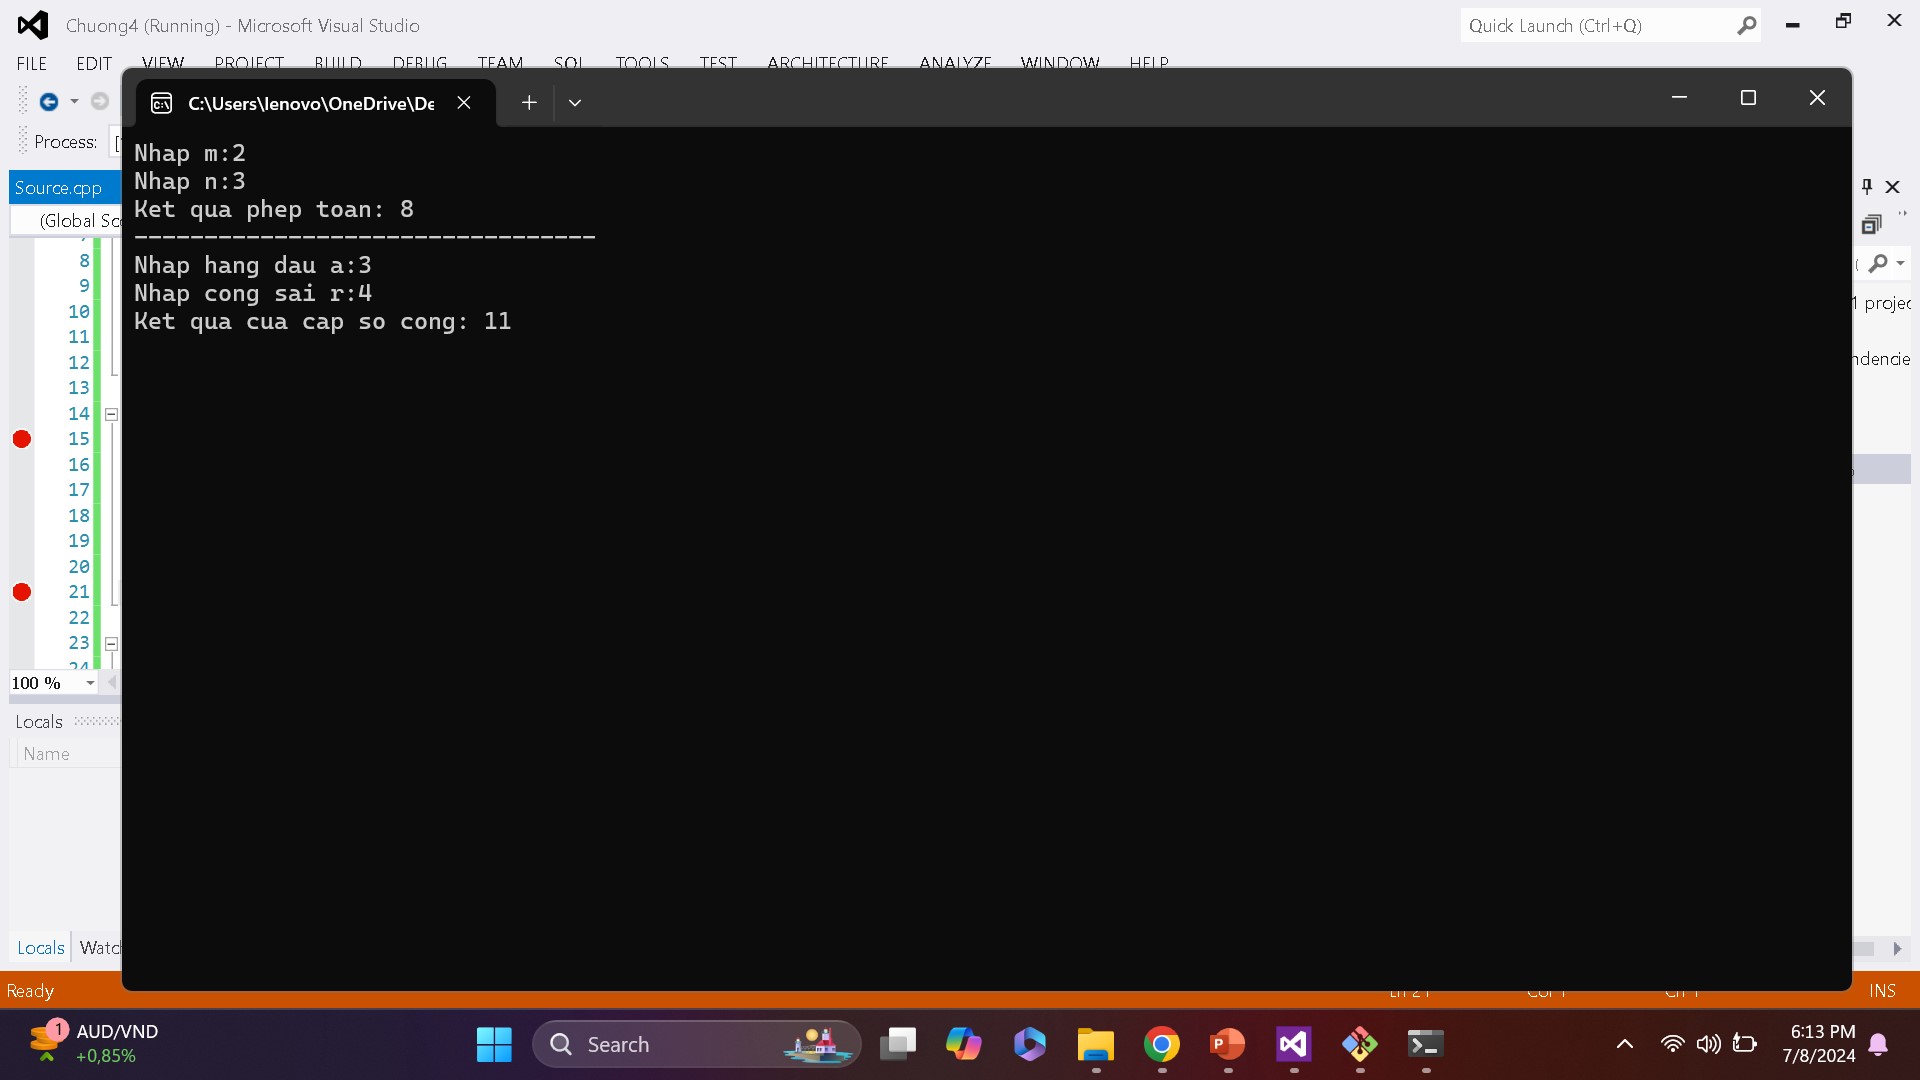 Chuong4 (Running) - Microsoft Visual Studio
Quick Launch (Ctrl+Q)
FILE EDIT VIEW PROJECT BUILD DEBUG TEAM SQL TOOLS TEST ARCHITECTURE ANALYZE WINDOW HELP
C:\Users\lenovo\OneDrive\De
Process:
Source.cpp
(Global Sc
Nhap m:2
Nhap n:3
Ket qua phep toan: 8
---------------------------------
Nhap hang dau a:3
Nhap cong sai r:4
Ket qua cua cap so cong: 11
8
9
10
11
12
13
14
15
16
17
18
19
20
21
22
23
24
1 projec
ndencie
100 %
Locals
Name
Locals Watc
Ready
INS
1
AUD/VND
+0,85%
Search
6:13 PM
7/8/2024